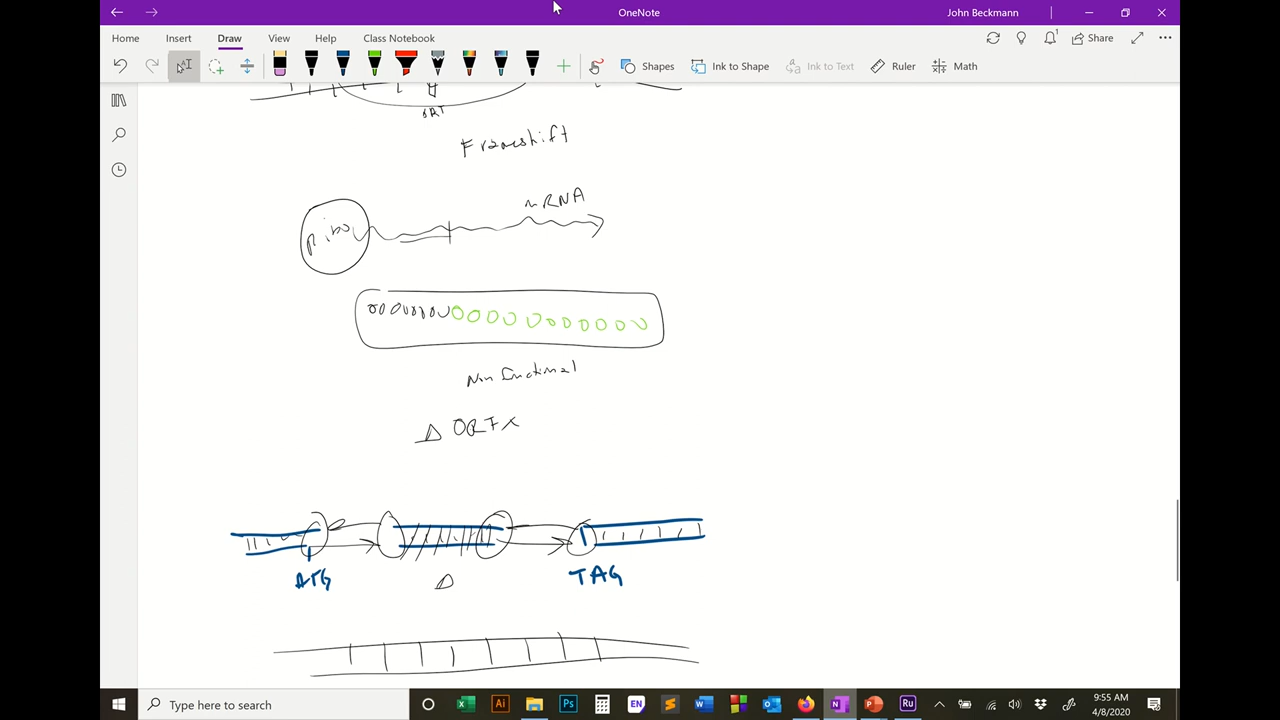 OneNote
John Beckmann
Home Insert Draw View Help Class Notebook
Share
Shapes
Ink to Shape
Ink to Text
Ruler
Math
Frameshift
mRNA
Ribo
Non functional
Δ ORFX
ATG
Δ
TAG
Type here to search
EN
9:55 AM
4/8/2020